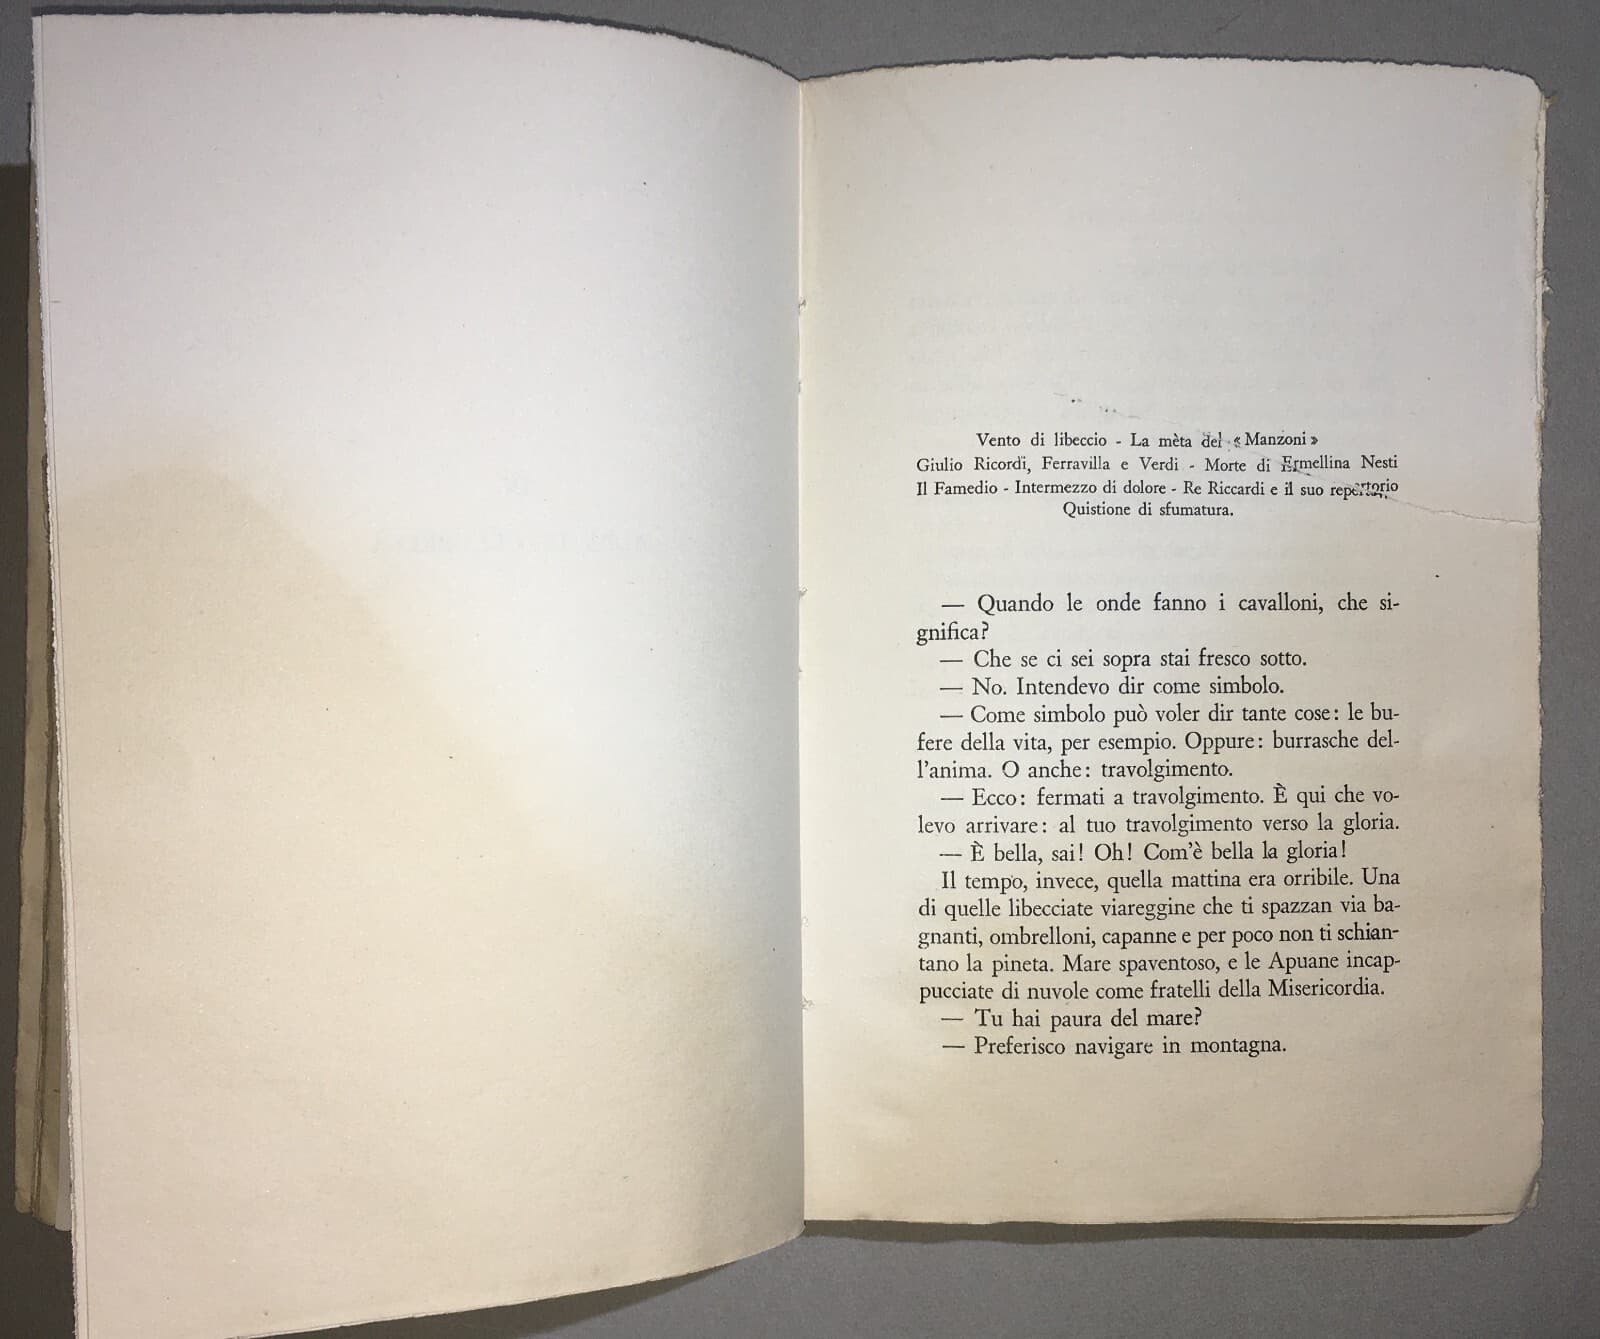 Vento di libeccio - La mèta del « Manzoni »
Giulio Ricordi, Ferravilla e Verdi - Morte di Ermellina Nesti
Il Famedio - Intermezzo di dolore - Re Riccardi e il suo repertorio
Quistione di sfumatura.
— Quando le onde fanno i cavalloni, che si-
gnifica?
— Che se ci sei sopra stai fresco sotto.
— No. Intendevo dir come simbolo.
— Come simbolo può voler dir tante cose: le bu-
fere della vita, per esempio. Oppure: burrasche del-
l'anima. O anche: travolgimento.
— Ecco: fermati a travolgimento. È qui che vo-
levo arrivare: al tuo travolgimento verso la gloria.
— È bella, sai! Oh! Com'è bella la gloria!
Il tempo, invece, quella mattina era orribile. Una
di quelle libecciate viareggine che ti spazzan via ba-
gnanti, ombrelloni, capanne e per poco non ti schian-
tano la pineta. Mare spaventoso, e le Apuane incap-
pucciate di nuvole come fratelli della Misericordia.
— Tu hai paura del mare?
— Preferisco navigare in montagna.